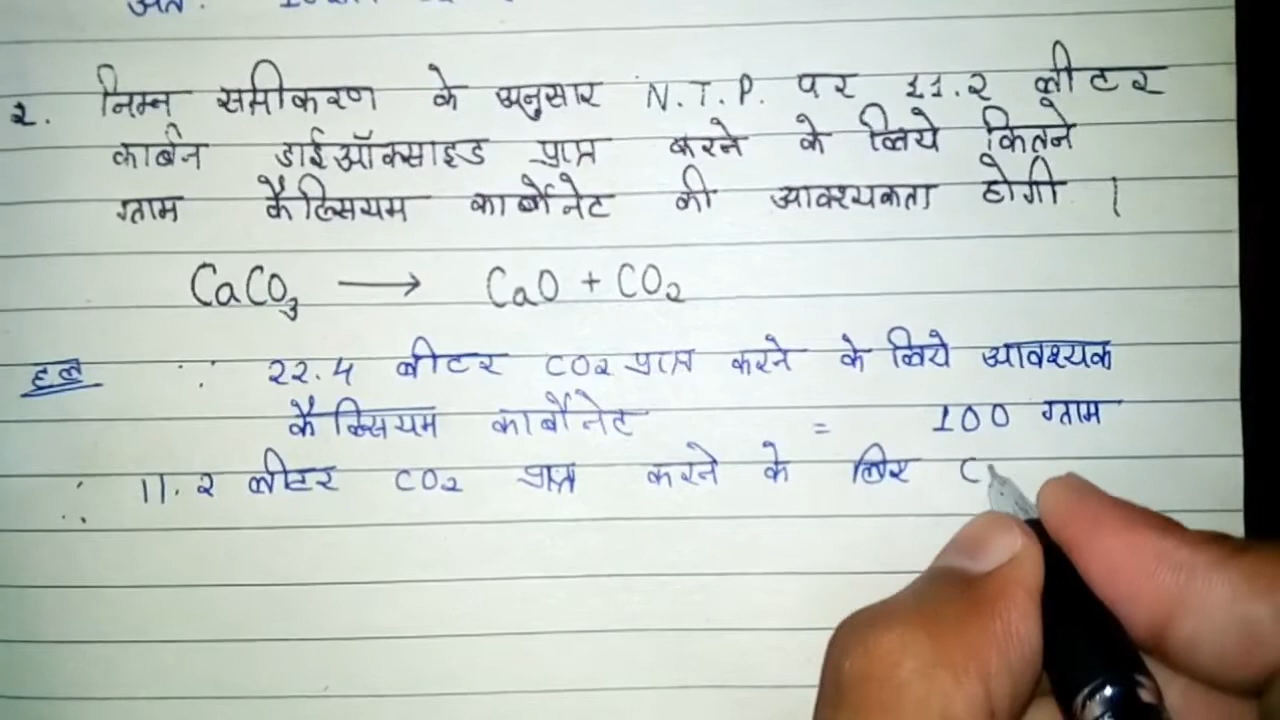 2. निम्न समीकरण के अनुसार N.T.P. पर 11.2 लीटर
कार्बन डाईऑक्साइड प्राप्त करने के लिये कितने
ग्राम कैल्सियम कार्बोनेट की आवश्यकता होगी ।
CaCO₃ ⟶ CaO + CO₂
हल ∵ 22.4 लीटर CO₂ प्राप्त करने के लिये आवश्यक
कैल्सियम कार्बोनेट = 100 ग्राम
∴ 11.2 लीटर CO₂ प्राप्त करने के लिए C